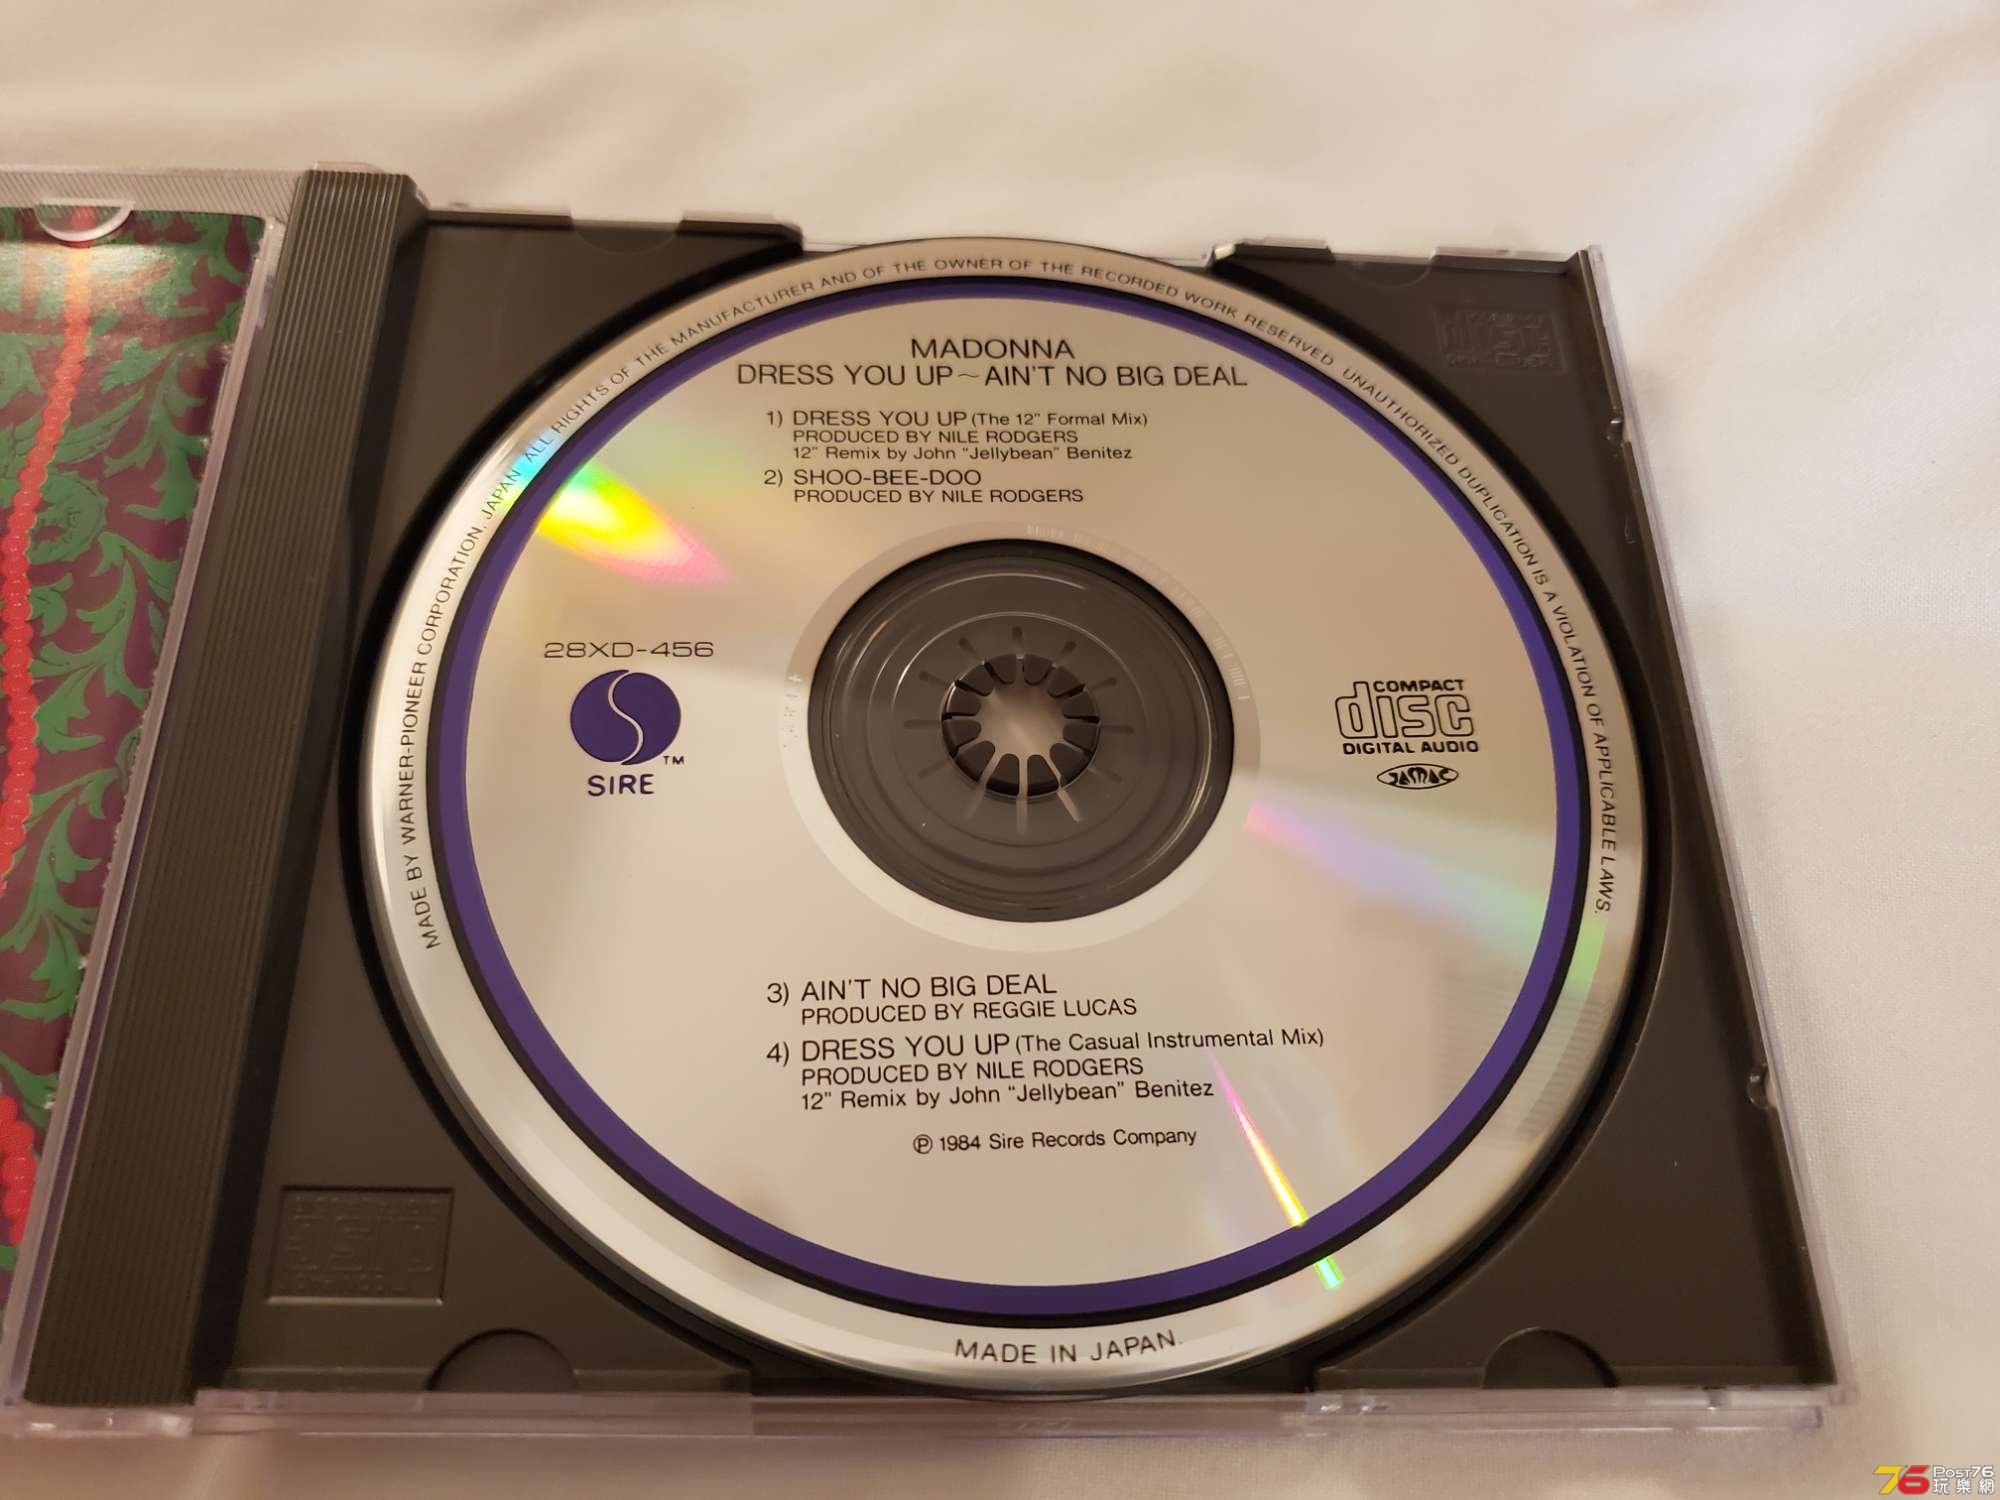 MADE BY WARNER-PIONEER CORPORATION, JAPAN. ALL RIGHTS OF THE MANUFACTURER AND OF THE OWNER OF THE RECORDED WORK RESERVED. UNAUTHORIZED DUPLICATION IS A VIOLATION OF APPLICABLE LAWS.
MADONNA
DRESS YOU UP~AIN'T NO BIG DEAL
1) DRESS YOU UP (The 12" Formal Mix)
PRODUCED BY NILE RODGERS
12" Remix by John "Jellybean" Benitez
2) SHOO-BEE-DOO
PRODUCED BY NILE RODGERS
28XD-456
SIRE
TM
COMPACT
disc
DIGITAL AUDIO
JASRAC
3) AIN'T NO BIG DEAL
PRODUCED BY REGGIE LUCAS
4) DRESS YOU UP (The Casual Instrumental Mix)
PRODUCED BY NILE RODGERS
12" Remix by John "Jellybean" Benitez
℗ 1984 Sire Records Company
MADE IN JAPAN.
76 Post76
玩樂網